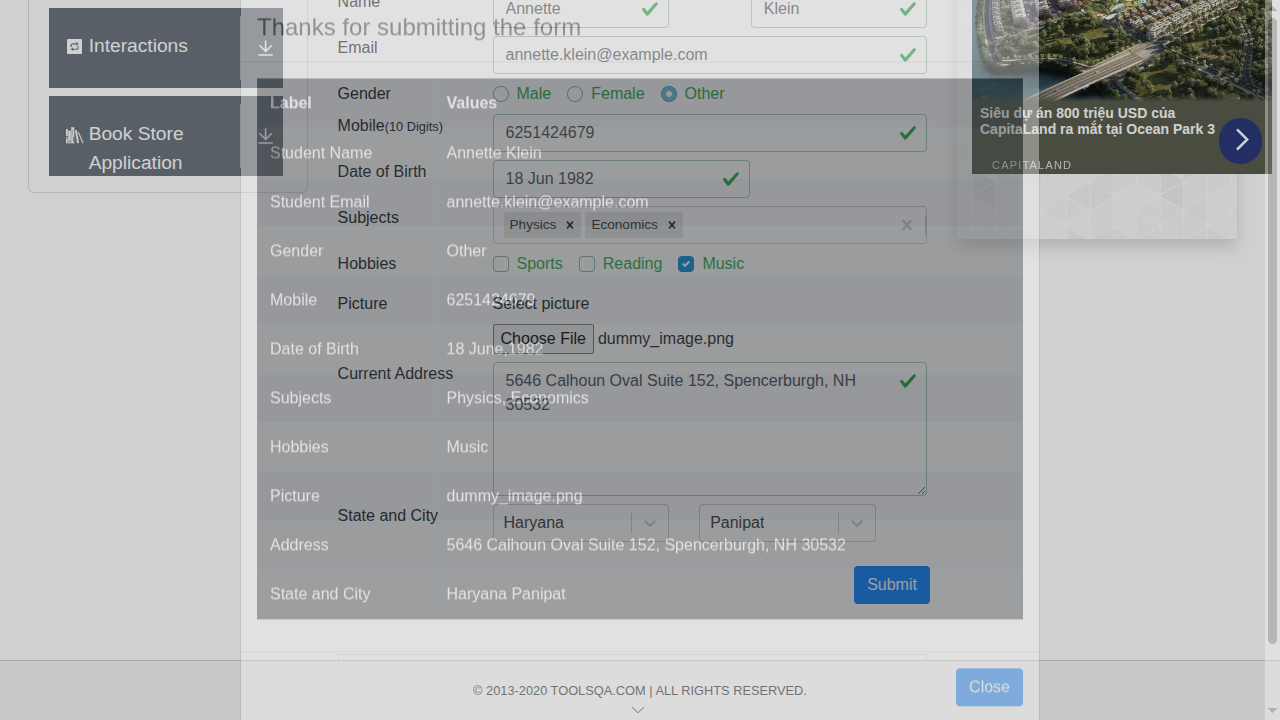 Name
Annette
Klein
Thanks for submitting the form
Interactions
Email
annette.klein@example.com
Gender
Male
Female
Other
Label
Values
Mobile(10 Digits)
6251424679
Siêu dự án 800 triệu USD của
CapitaLand ra mắt tại Ocean Park 3
CAPITALAND
Book Store
Application
Student Name
Annette Klein
Date of Birth
18 Jun 1982
Student Email
annette.klein@example.com
Subjects
Physics
Economics
Gender
Other
Hobbies
Sports
Reading
Music
Mobile
6251424679
Picture
Select picture
Choose File
dummy_image.png
Date of Birth
18 June,1982
Current Address
5646 Calhoun Oval Suite 152, Spencerburgh, NH
30532
Subjects
Physics, Economics
Hobbies
Music
Picture
dummy_image.png
State and City
Haryana
Panipat
Address
5646 Calhoun Oval Suite 152, Spencerburgh, NH 30532
State and City
Haryana Panipat
Submit
© 2013-2020 TOOLSQA.COM | ALL RIGHTS RESERVED.
Close